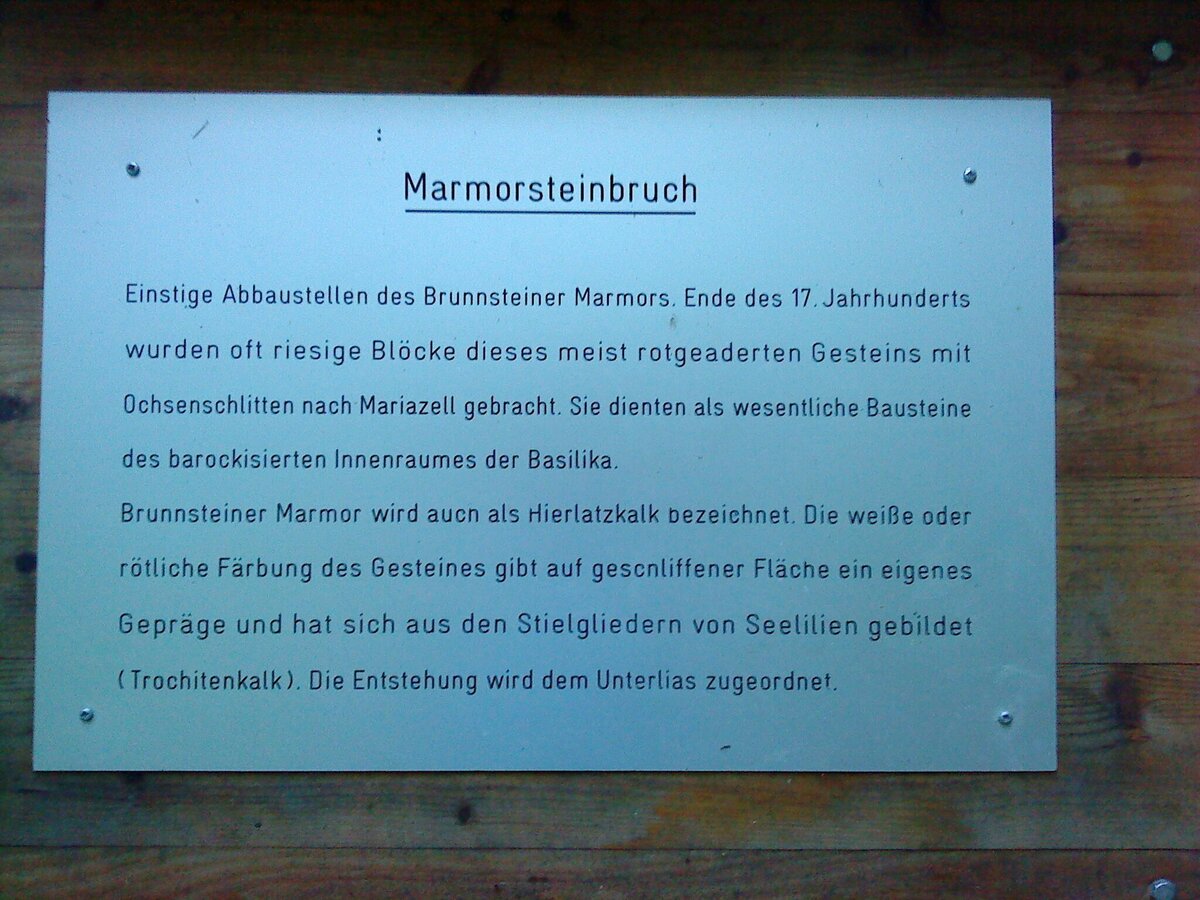 Marmorsteinbruch
Einstige Abbaustellen des Brunnsteiner Marmors. Ende des 17. Jahrhunderts
wurden oft riesige Blöcke dieses meist rotgeaderten Gesteins mit
Ochsenschlitten nach Mariazell gebracht. Sie dienten als wesentliche Bausteine
des barockisierten Innenraumes der Basilika.
Brunnsteiner Marmor wird auch als Hierlatzkalk bezeichnet. Die weiße oder
rötliche Färbung des Gesteines gibt auf geschliffener Fläche ein eigenes
Gepräge und hat sich aus den Stielgliedern von Seelilien gebildet
(Trochitenkalk). Die Entstehung wird dem Unterlias zugeordnet.